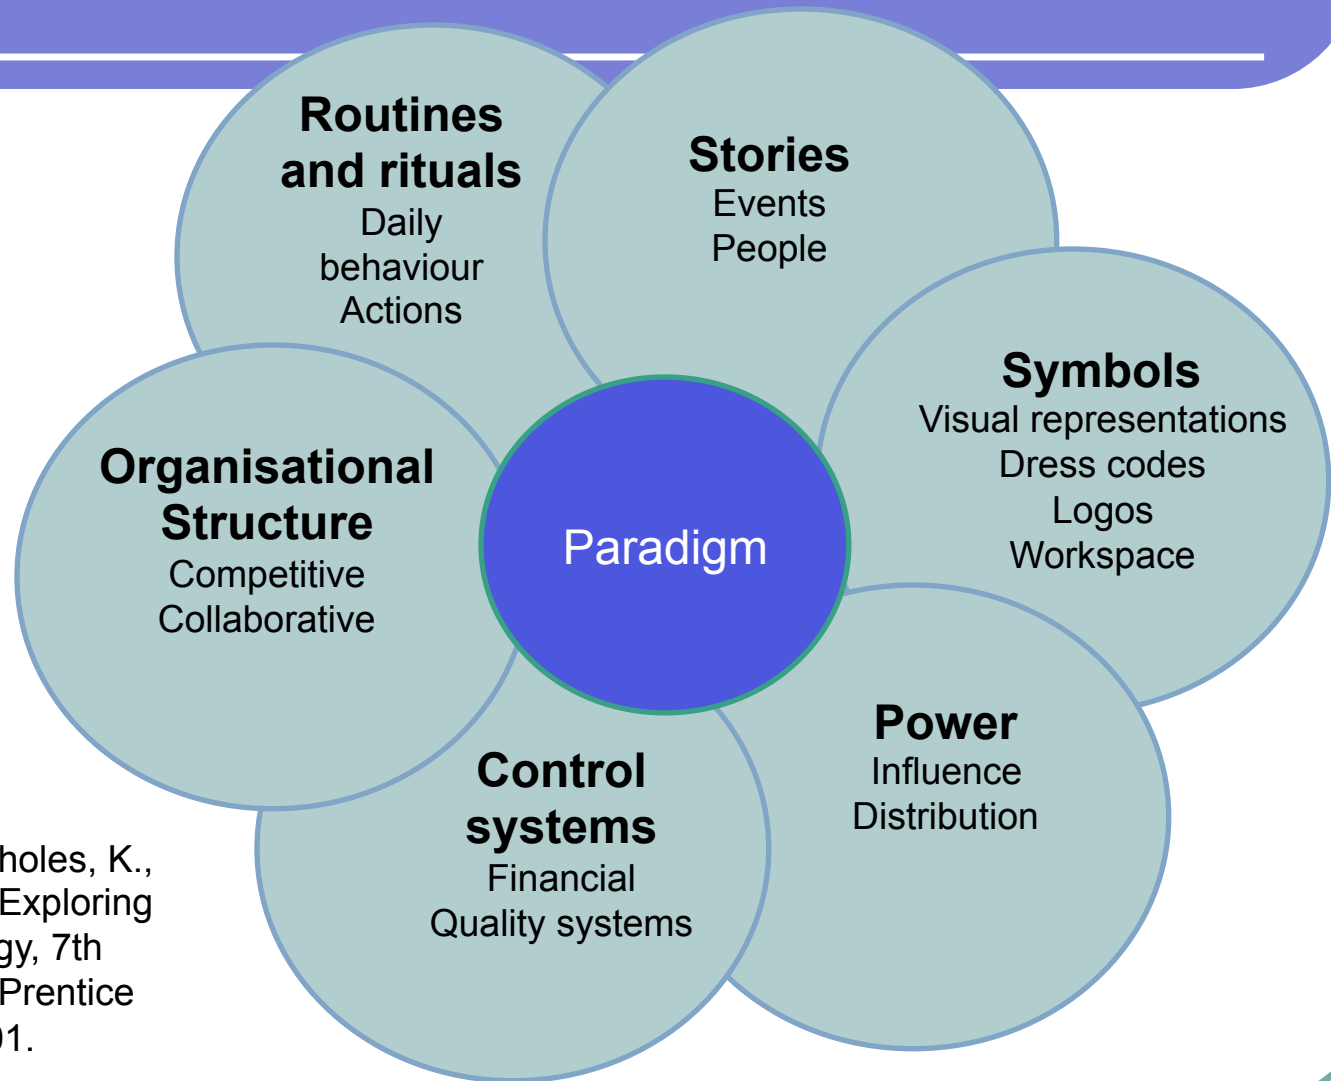 Routines
and rituals
Daily
behaviour
Actions
Stories
Events
People
Symbols
Visual representations
Dress codes
Logos
Workspace
Organisational
Structure
Competitive
Collaborative
Paradigm
Power
Influence
Distribution
Control
systems
Financial
Quality systems
holes, K.,
Exploring
gy, 7th
Prentice
01.